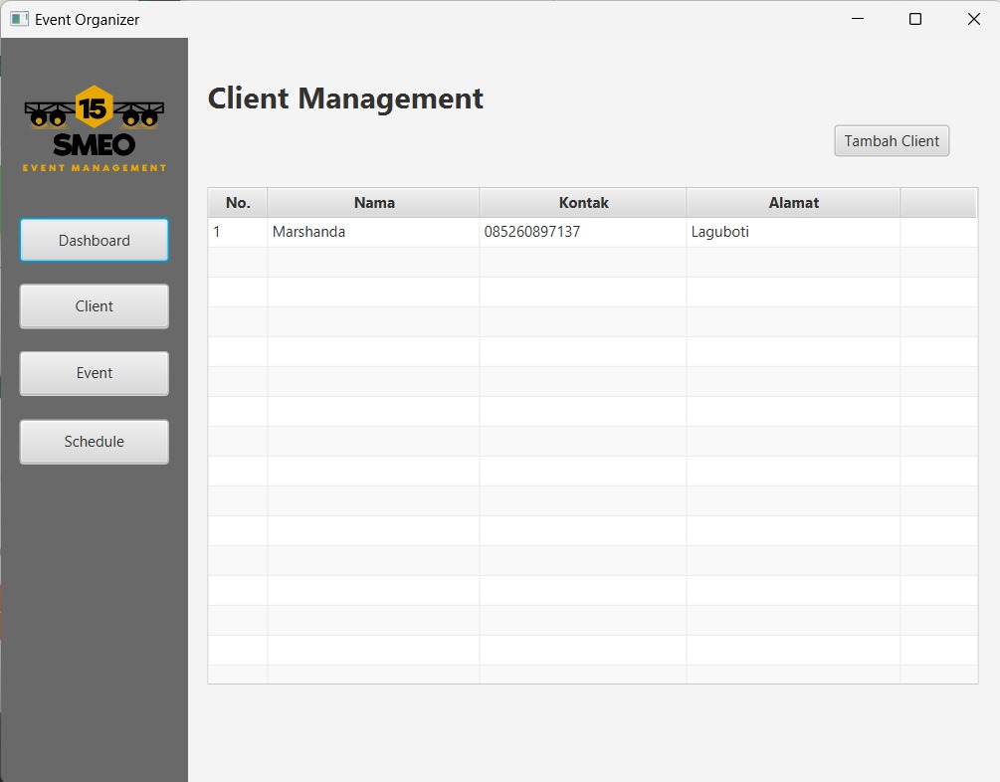 Event Organizer
15
SMEO
EVENT MANAGEMENT
Dashboard
Client
Event
Schedule
Client Management
Tambah Client
No. Nama Kontak Alamat
1 Marshanda 085260897137 Laguboti